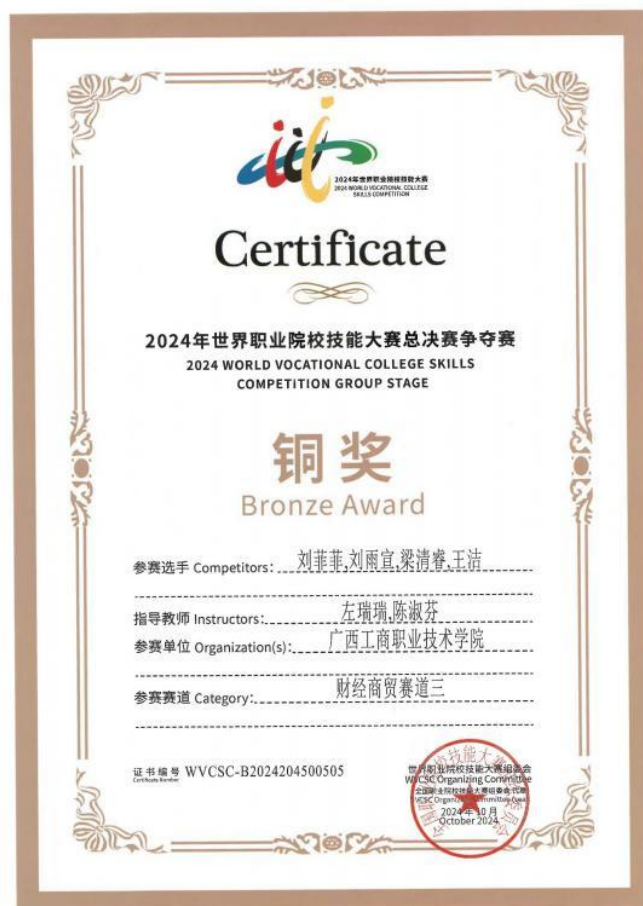 2024年世界职业院校技能大赛
2024 WORLD VOCATIONAL COLLEGE
SKILLS COMPETITION
Certificate
2024年世界职业院校技能大赛总决赛争夺赛
2024 WORLD VOCATIONAL COLLEGE SKILLS
COMPETITION GROUP STAGE
铜奖
Bronze Award
参赛选手 Competitors: 刘菲菲,刘雨宣,梁清睿,王洁
指导教师 Instructors: 左瑞瑞,陈淑芬
参赛单位 Organization(s): 广西工商职业技术学院
参赛赛道 Category: 财经商贸赛道三
证书编号 WVCSC-B2024204500505
Certificate Number
世界职业院校技能大赛组委会
WVCSC Organizing Committee
2024年10月
October 2024